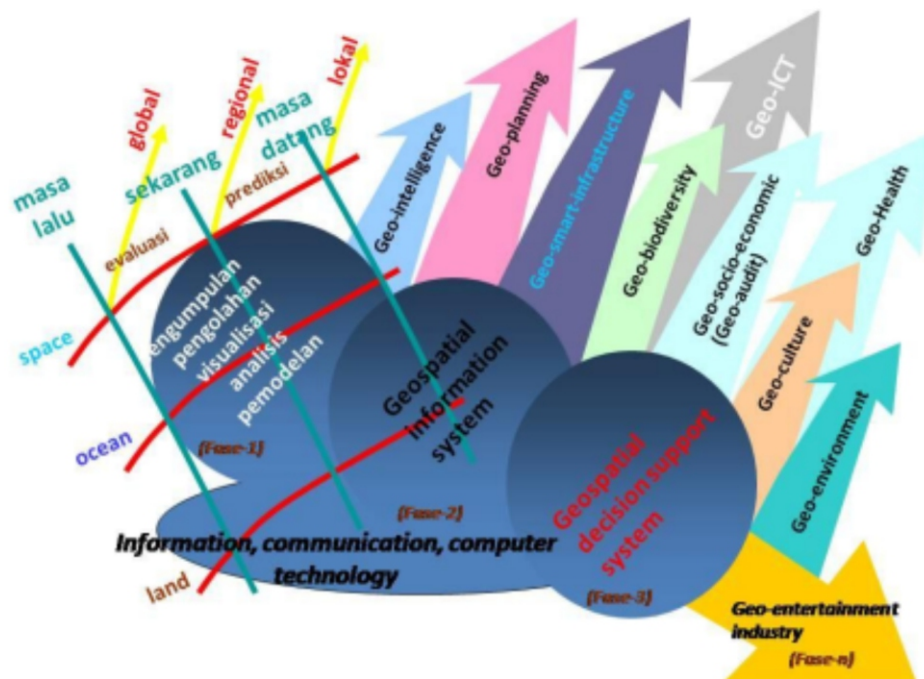 global
regional
lokal
masa
lalu
sekarang
masa
datang
evaluasi
prediksi
space
ocean
land
pengumpulan
pengolahan
visualisasi
analisis
pemodelan
(Fase-1)
Geospatial
information
system
(Fase-2)
Geospatial
decision support
system
(Fase-3)
Information, communication, computer
technology
Geo-intelligence
Geo-planning
Geo-smart-infrastructure
Geo-biodiversity
Geo-ICT
Geo-socio-economic
(Geo-audit)
Geo-Health
Geo-culture
Geo-environment
Geo-entertainment
industry
(Fase-n)